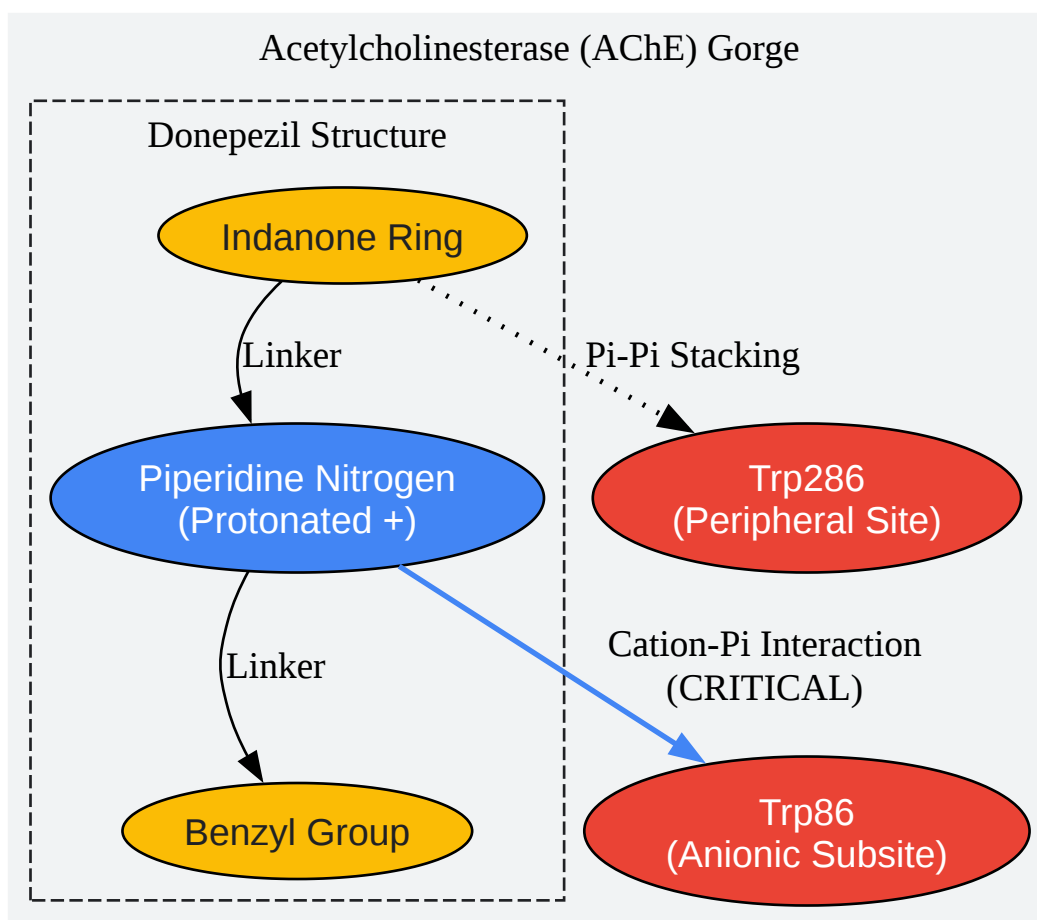 Acetylcholinesterase (AChE) Gorge
Donepezil Structure
Indanone Ring
Linker
Pi-Pi Stacking
Piperidine Nitrogen
(Protonated +)
Trp286
(Peripheral Site)
Linker
Cation-Pi Interaction
(CRITICAL)
Benzyl Group
Trp86
(Anionic Subsite)